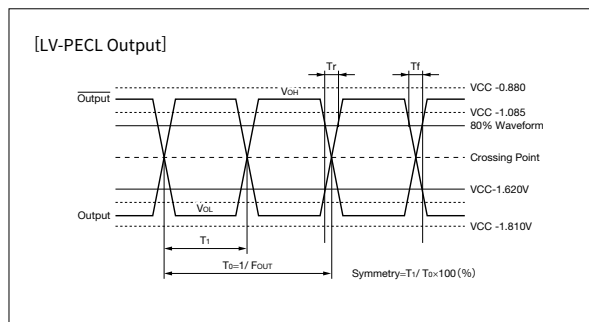 [LV-PECL Output]
Tr
Tf
VCC -0.880
VOH
Output
VCC -1.085
80% Waveform
Crossing Point
VCC-1.620V
VOL
Output
VCC -1.810V
T1
T0=1/ FOUT
Symmetry=T1/ T0×100(%)